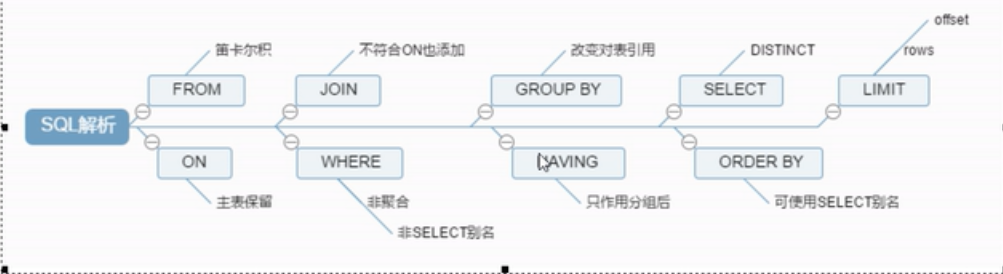 offset
笛卡尔积
不符合ON也添加
改变对表引用
DISTINCT
rows
FROM
JOIN
GROUP BY
SELECT
LIMIT
SQL解析
ON
WHERE
HAVING
ORDER BY
主表保留
非聚合
只作用分组后
可使用SELECT别名
非SELECT别名